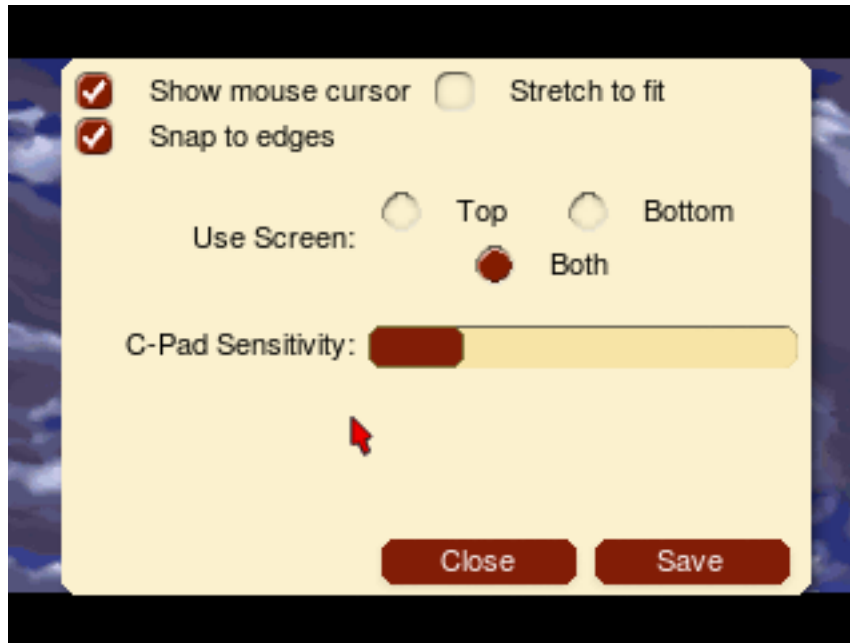 Show mouse cursor Stretch to fit
Snap to edges
Use Screen: Top Bottom
Both
C-Pad Sensitivity:
Close Save